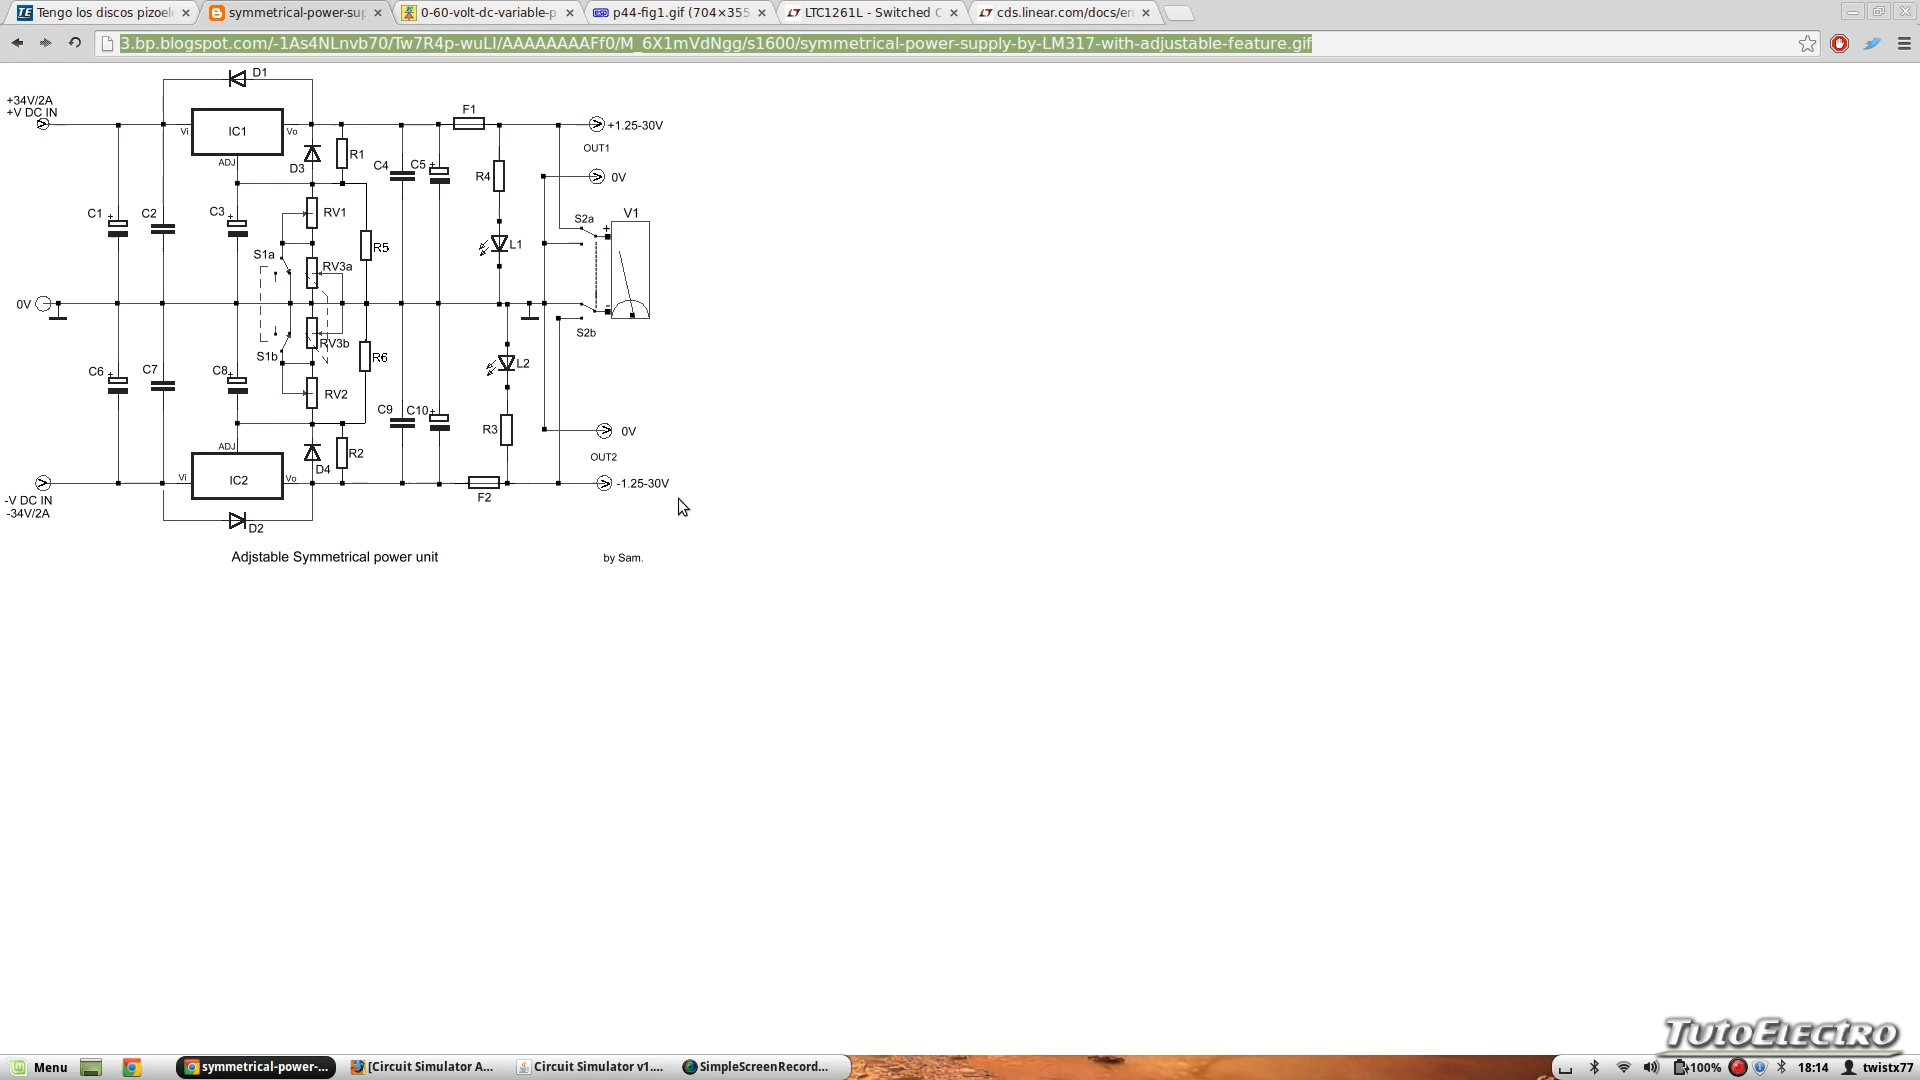 Tengo los discos pizoel
symmetrical-power-sup
0-60-volt-dc-variable-p
p44-fig1.gif (704×355
LTC1261L - Switched C
cds.linear.com/docs/en
3.bp.blogspot.com/-1As4NLnvb70/Tw7R4p-wuLI/AAAAAAAAFf0/M_6X1mVdNgg/s1600/symmetrical-power-supply-by-LM317-with-adjustable-feature.gif
D1
+34V/2A
+V DC IN
F1
Vi
IC1
Vo
+1.25-30V
ADJ
D3
R1
C4
C5
+
OUT1
R4
0V
C1
+
C2
C3
+
RV1
S2a
V1
+
S1a
R5
L1
RV3a
0V
-
S2b
RV3b
S1b
R6
L2
C6
+
C7
C8
+
RV2
C9
C10
+
R3
0V
ADJ
D4
R2
OUT2
Vi
IC2
Vo
-1.25-30V
F2
-V DC IN
-34V/2A
D2
Adjstable Symmetrical power unit
by Sam.
TutoElectro
Menu
symmetrical-power-...
[Circuit Simulator A...
Circuit Simulator v1....
SimpleScreenRecord...
100%
18:14
twistx77